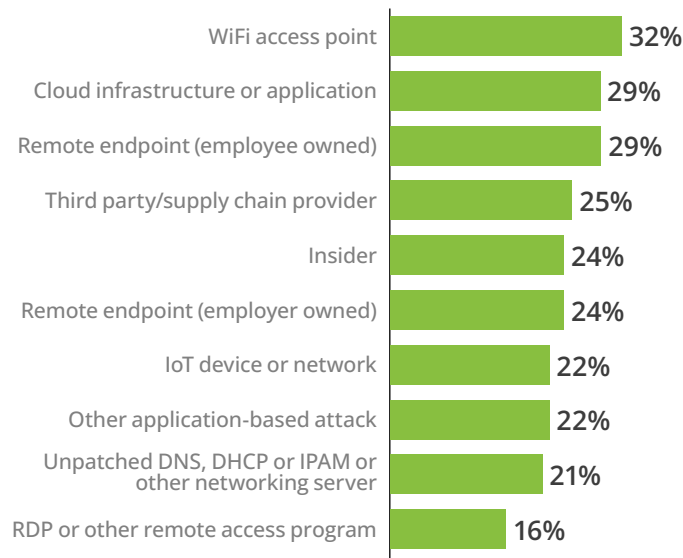 WiFi access point 32%
Cloud infrastructure or application 29%
Remote endpoint (employee owned) 29%
Third party/supply chain provider 25%
Insider 24%
Remote endpoint (employer owned) 24%
IoT device or network 22%
Other application-based attack 22%
Unpatched DNS, DHCP or IPAM or
other networking server 21%
RDP or other remote access program 16%